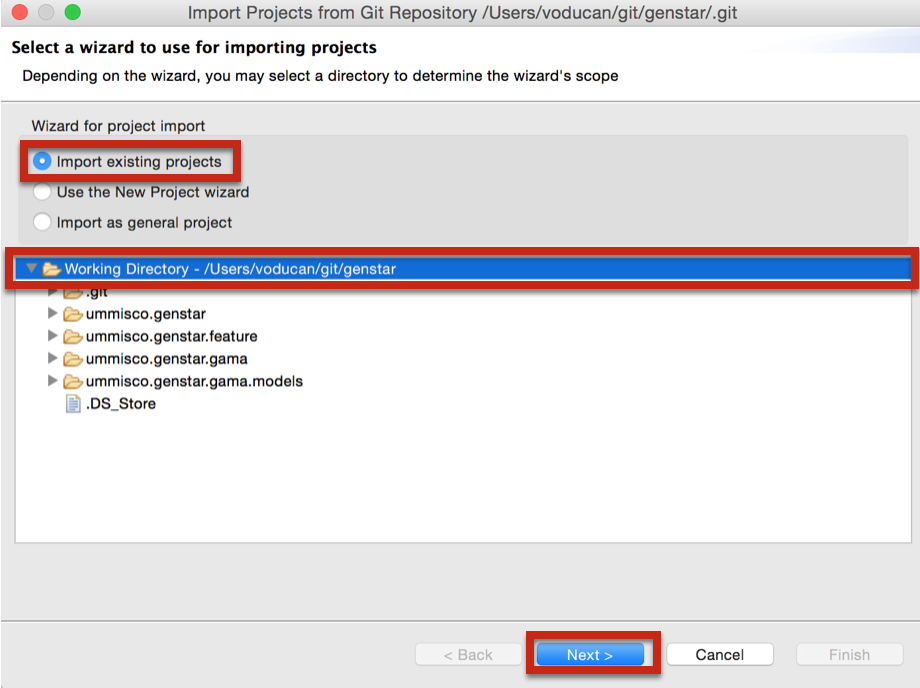 Import Projects from Git Repository /Users/voducan/git/genstar/.git
Select a wizard to use for importing projects
Depending on the wizard, you may select a directory to determine the wizard's scope
Wizard for project import
Import existing projects
Use the New Project wizard
Import as general project
Working Directory - /Users/voducan/git/genstar
.git
ummisco.genstar
ummisco.genstar.feature
ummisco.genstar.gama
ummisco.genstar.gama.models
.DS_Store
< Back Next > Cancel Finish